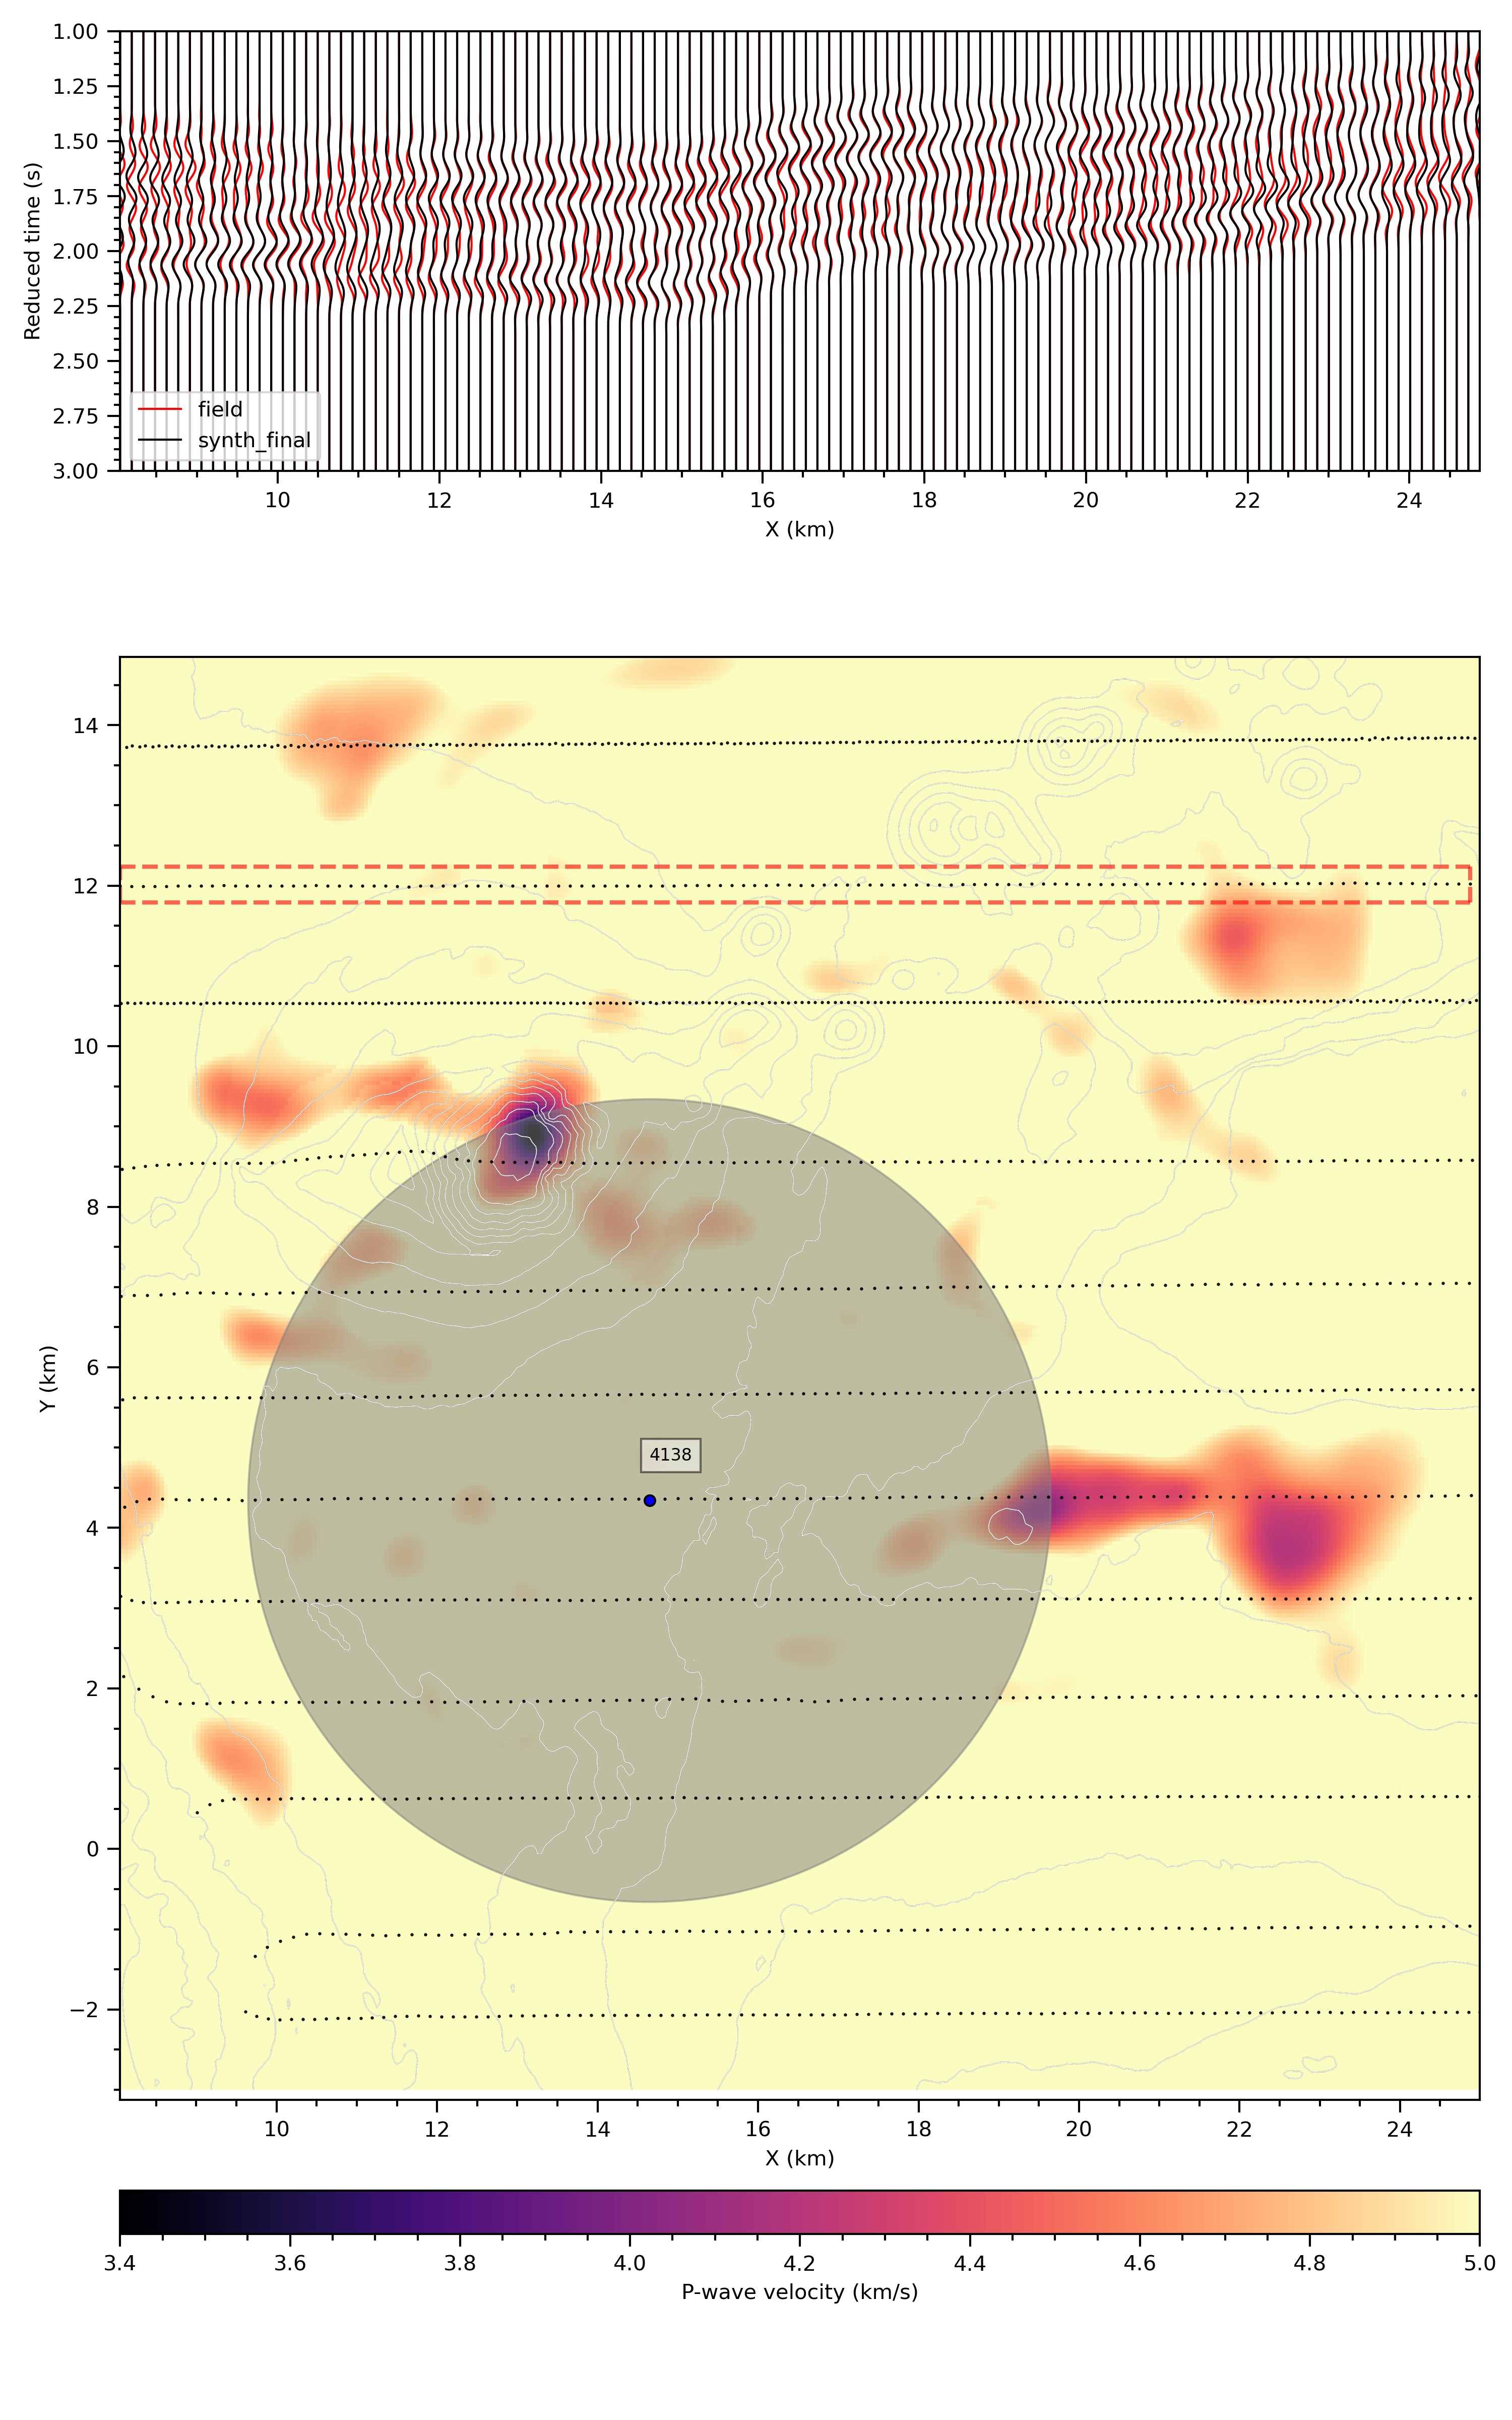 1.00
1.25
1.50
1.75
2.00
2.25
2.50
2.75
3.00
Reduced time (s)
field
synth_final
10 12 14 16 18 20 22 24
X (km)
14
12
10
8
6
4
2
0
−2
Y (km)
4138
10 12 14 16 18 20 22 24
X (km)
3.4 3.6 3.8 4.0 4.2 4.4 4.6 4.8 5.0
P-wave velocity (km/s)